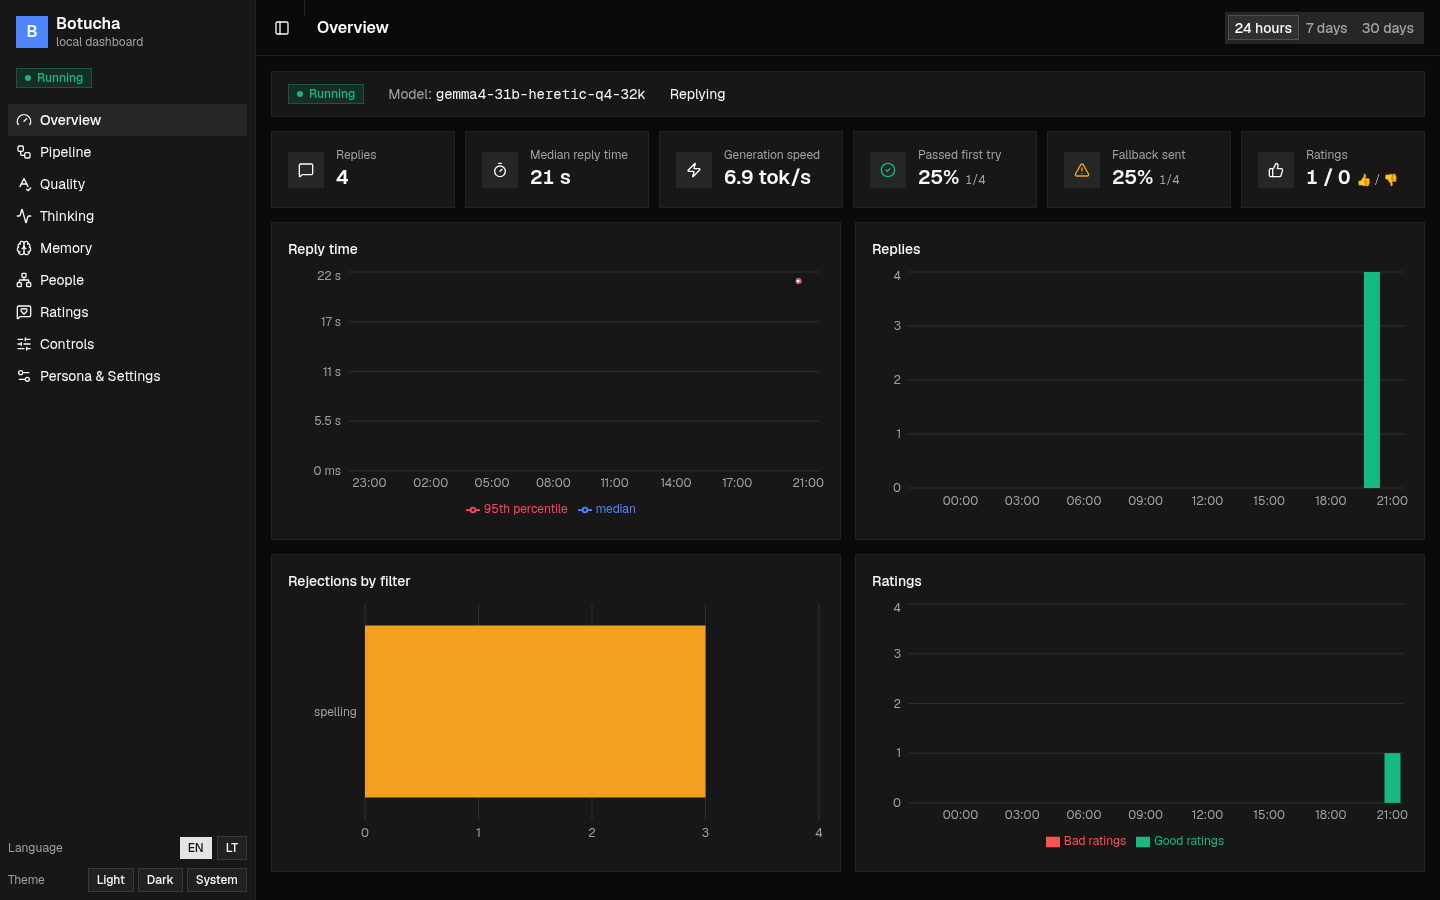 B
Botucha
local dashboard
Running
Overview
Pipeline
Quality
Thinking
Memory
People
Ratings
Controls
Persona & Settings
Language
EN
LT
Theme
Light
Dark
System
Overview
24 hours
7 days
30 days
Running
Model: gemma4-31b-heretic-q4-32k
Replying
Replies
4
Median reply time
21 s
Generation speed
6.9 tok/s
Passed first try
25% 1/4
Fallback sent
25% 1/4
Ratings
1 / 0 👍 / 👎
Reply time
22 s
17 s
11 s
5.5 s
0 ms
23:00 02:00 05:00 08:00 11:00 14:00 17:00 21:00
95th percentile median
Replies
4
3
2
1
0
00:00 03:00 06:00 09:00 12:00 15:00 18:00 21:00
Rejections by filter
spelling
0 1 2 3 4
Ratings
4
3
2
1
0
00:00 03:00 06:00 09:00 12:00 15:00 18:00 21:00
Bad ratings Good ratings